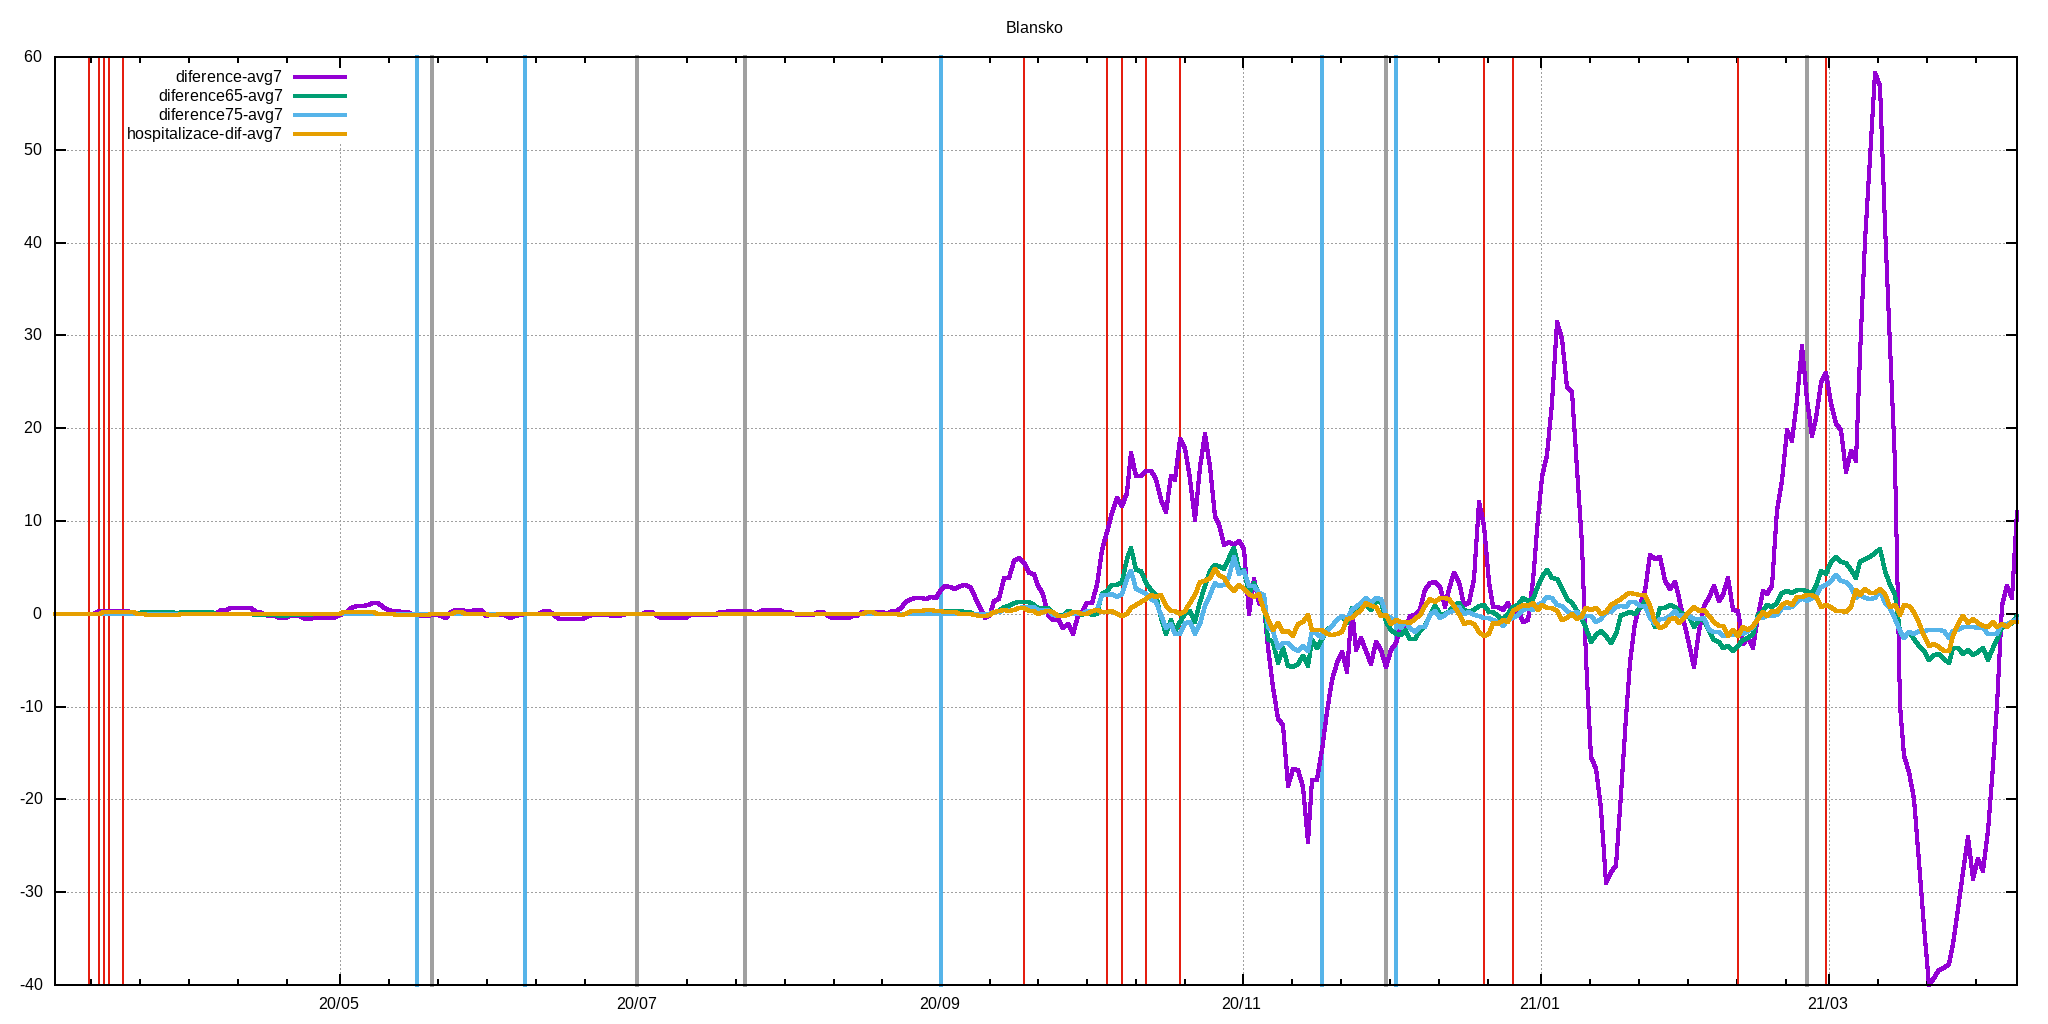 Blansko
60
diference-avg7
diference65-avg7
diference75-avg7
hospitalizace-dif-avg7
50
40
30
20
10
0
-10
-20
-30
-40
20/05 20/07 20/09 20/11 21/01 21/03